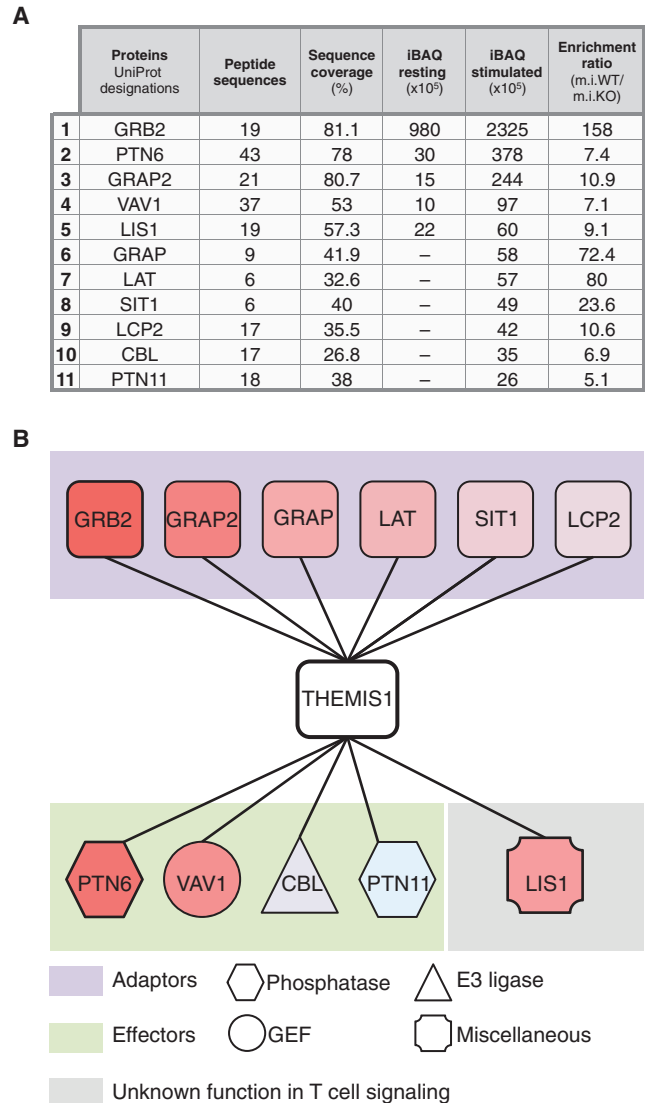 A
Proteins UniProt designations Peptide sequences Sequence coverage (%) iBAQ resting (x10⁵) iBAQ stimulated (x10⁵) Enrichment ratio (m.i.WT/ m.i.KO)
1 GRB2 19 81.1 980 2325 158
2 PTN6 43 78 30 378 7.4
3 GRAP2 21 80.7 15 244 10.9
4 VAV1 37 53 10 97 7.1
5 LIS1 19 57.3 22 60 9.1
6 GRAP 9 41.9 – 58 72.4
7 LAT 6 32.6 – 57 80
8 SIT1 6 40 – 49 23.6
9 LCP2 17 35.5 – 42 10.6
10 CBL 17 26.8 – 35 6.9
11 PTN11 18 38 – 26 5.1
B
GRB2 GRAP2 GRAP LAT SIT1 LCP2
THEMIS1
PTN6 VAV1 CBL PTN11 LIS1
Adaptors Phosphatase E3 ligase
Effectors GEF Miscellaneous
Unknown function in T cell signaling